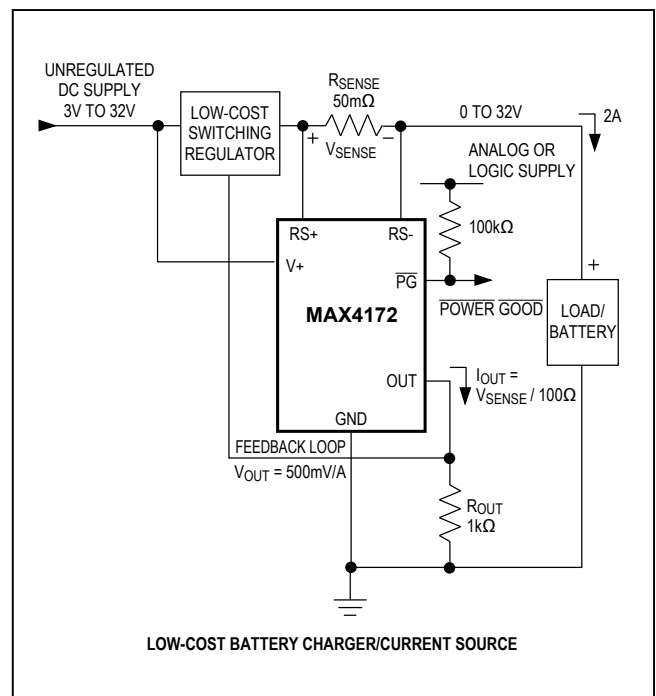 UNREGULATED
DC SUPPLY
3V TO 32V
LOW-COST
SWITCHING
REGULATOR
RSENSE
50mΩ
+
VSENSE
−
0 TO 32V
2A
ANALOG OR
LOGIC SUPPLY
100kΩ
RS+
RS-
V+
PG
POWER GOOD
MAX4172
+
LOAD/
BATTERY
OUT
IOUT =
VSENSE / 100Ω
GND
FEEDBACK LOOP
VOUT = 500mV/A
ROUT
1kΩ
LOW-COST BATTERY CHARGER/CURRENT SOURCE